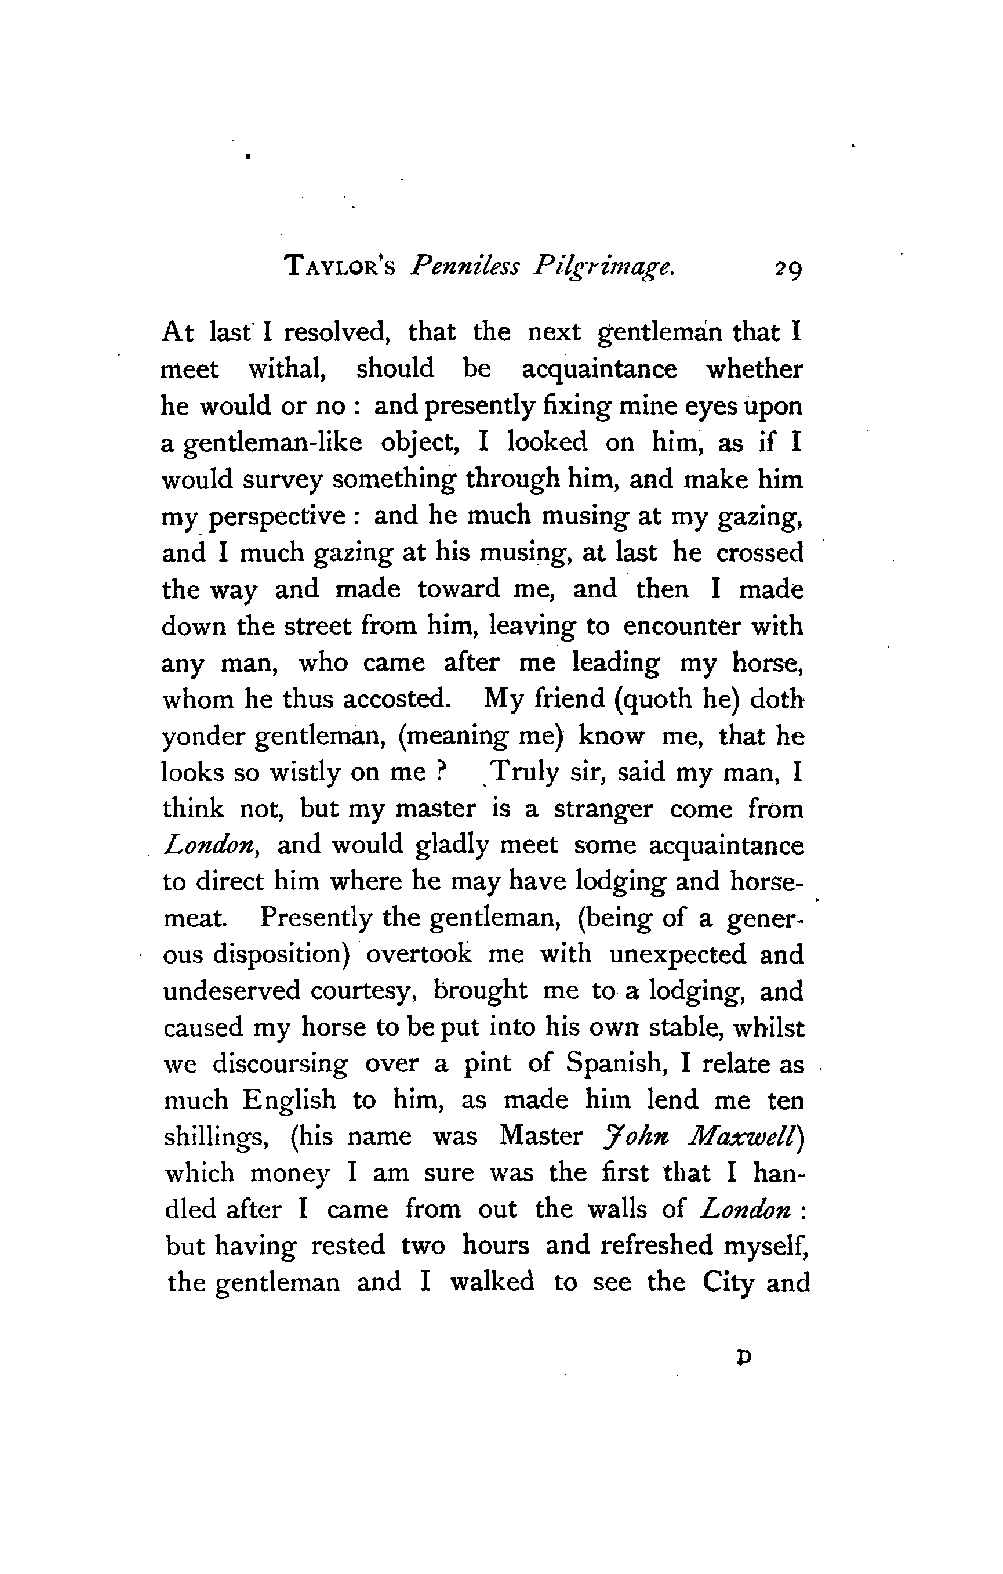 TAYLOR'S Penniless Pilgrimage. 29
At last I resolved, that the next gentleman that I
meet withal, should be acquaintance whether
he would or no : and presently fixing mine eyes upon
a gentleman-like object, I looked on him, as if I
would survey something through him, and make him
my perspective : and he much musing at my gazing,
and I much gazing at his musing, at last he crossed
the way and made toward me, and then I made
down the street from him, leaving to encounter with
any man, who came after me leading my horse,
whom he thus accosted. My friend (quoth he) doth
yonder gentleman, (meaning me) know me, that he
looks so wistly on me ? Truly sir, said my man, I
think not, but my master is a stranger come from
London, and would gladly meet some acquaintance
to direct him where he may have lodging and horse-
meat. Presently the gentleman, (being of a gener-
ous disposition) overtook me with unexpected and
undeserved courtesy, brought me to a lodging, and
caused my horse to be put into his own stable, whilst
we discoursing over a pint of Spanish, I relate as
much English to him, as made him lend me ten
shillings, (his name was Master John Maxwell)
which money I am sure was the first that I han-
dled after I came from out the walls of London :
but having rested two hours and refreshed myself,
the gentleman and I walked to see the City and
D